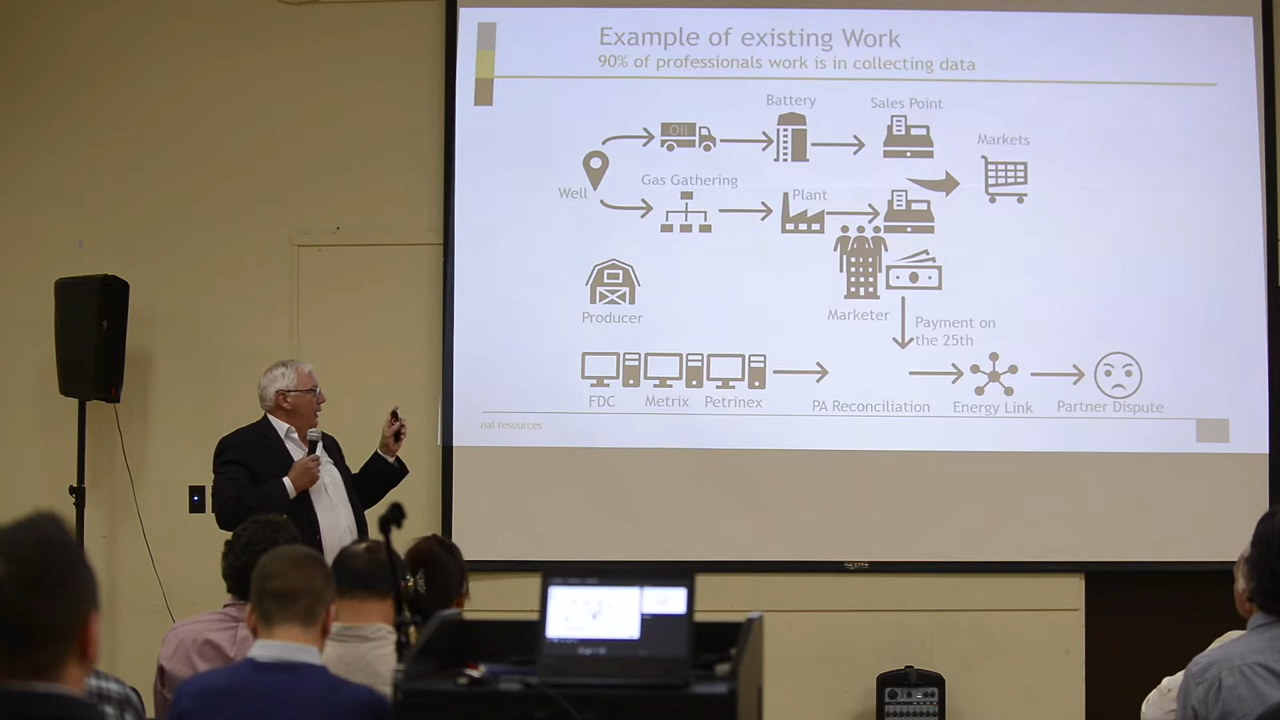 Example of existing Work
90% of professionals work is in collecting data
Battery
Sales Point
Oil
Markets
Well
Gas Gathering
Plant
Producer
Marketer
Payment on
the 25th
FDC
Metrix
Petrinex
PA Reconciliation
Energy Link
Partner Dispute
nal resources